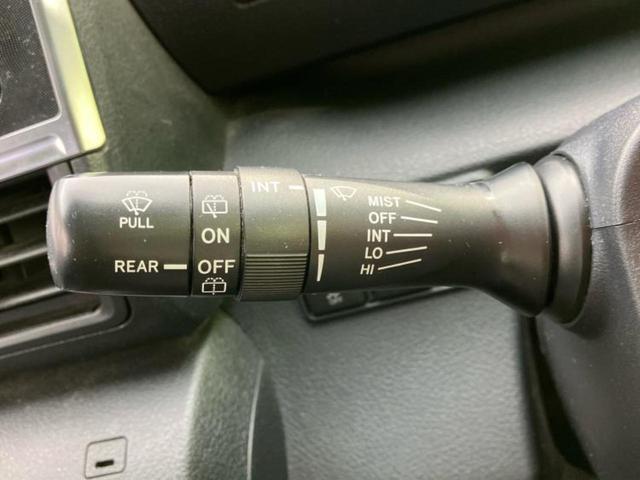 PULL
REAR
ON
OFF
INT
MIST
OFF
INT
LO
HI